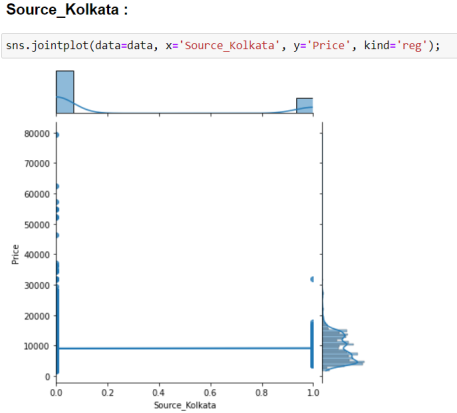 Source_Kolkata :
sns.jointplot(data=data, x='Source_Kolkata', y='Price', kind='reg');
80000
70000
60000
50000
40000
30000
20000
10000
0
Price
0.0 0.2 0.4 0.6 0.8 1.0
Source_Kolkata